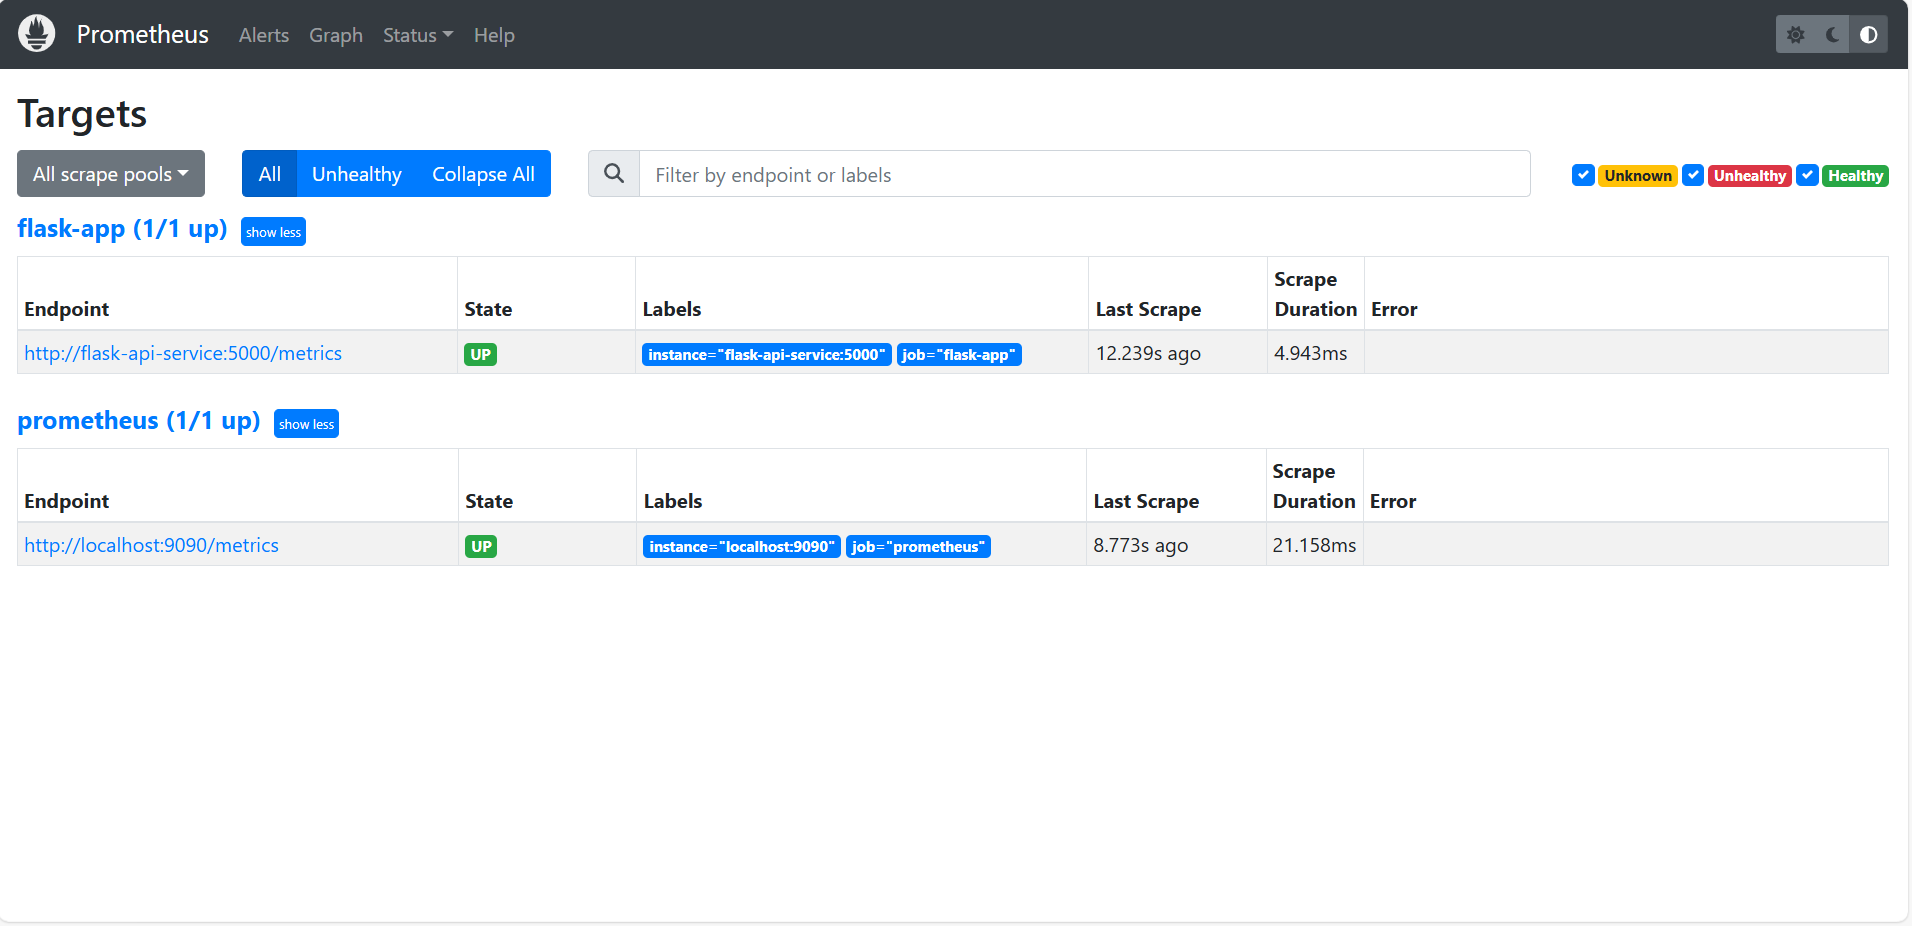 Prometheus Alerts Graph Status Help
Targets
All scrape pools All Unhealthy Collapse All Filter by endpoint or labels Unknown Unhealthy Healthy
flask-app (1/1 up) show less
Endpoint State Labels Last Scrape Scrape Duration Error
http://flask-api-service:5000/metrics UP instance="flask-api-service:5000" job="flask-app" 12.239s ago 4.943ms
prometheus (1/1 up) show less
Endpoint State Labels Last Scrape Scrape Duration Error
http://localhost:9090/metrics UP instance="localhost:9090" job="prometheus" 8.773s ago 21.158ms